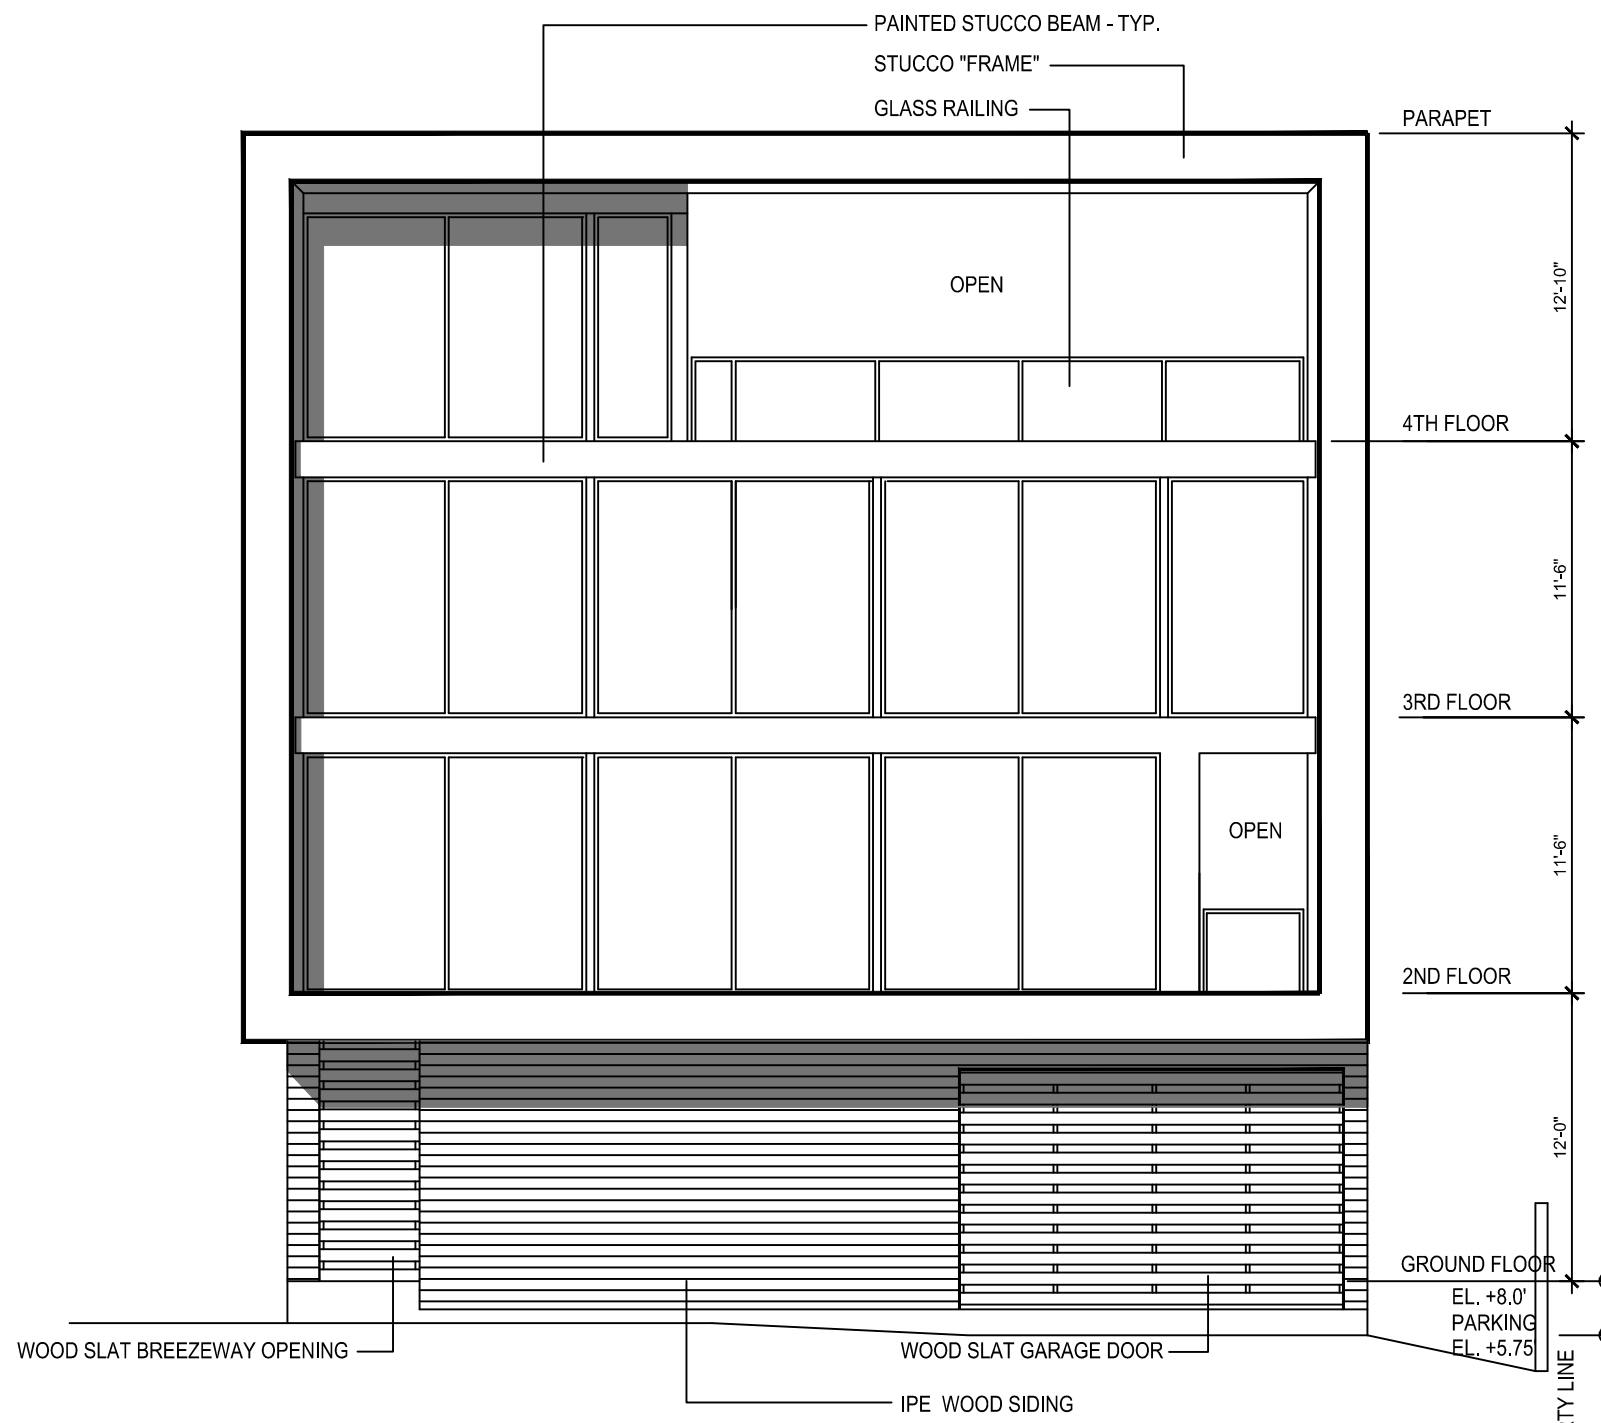 PAINTED STUCCO BEAM - TYP.
STUCCO "FRAME"
GLASS RAILING
PARAPET
12'-10"
OPEN
4TH FLOOR
11'-6"
3RD FLOOR
11'-6"
OPEN
2ND FLOOR
12'-0"
GROUND FLOOR
EL. +8.0'
PARKING
EL. +5.75
WOOD SLAT BREEZEWAY OPENING
WOOD SLAT GARAGE DOOR
IPE WOOD SIDING
LINE